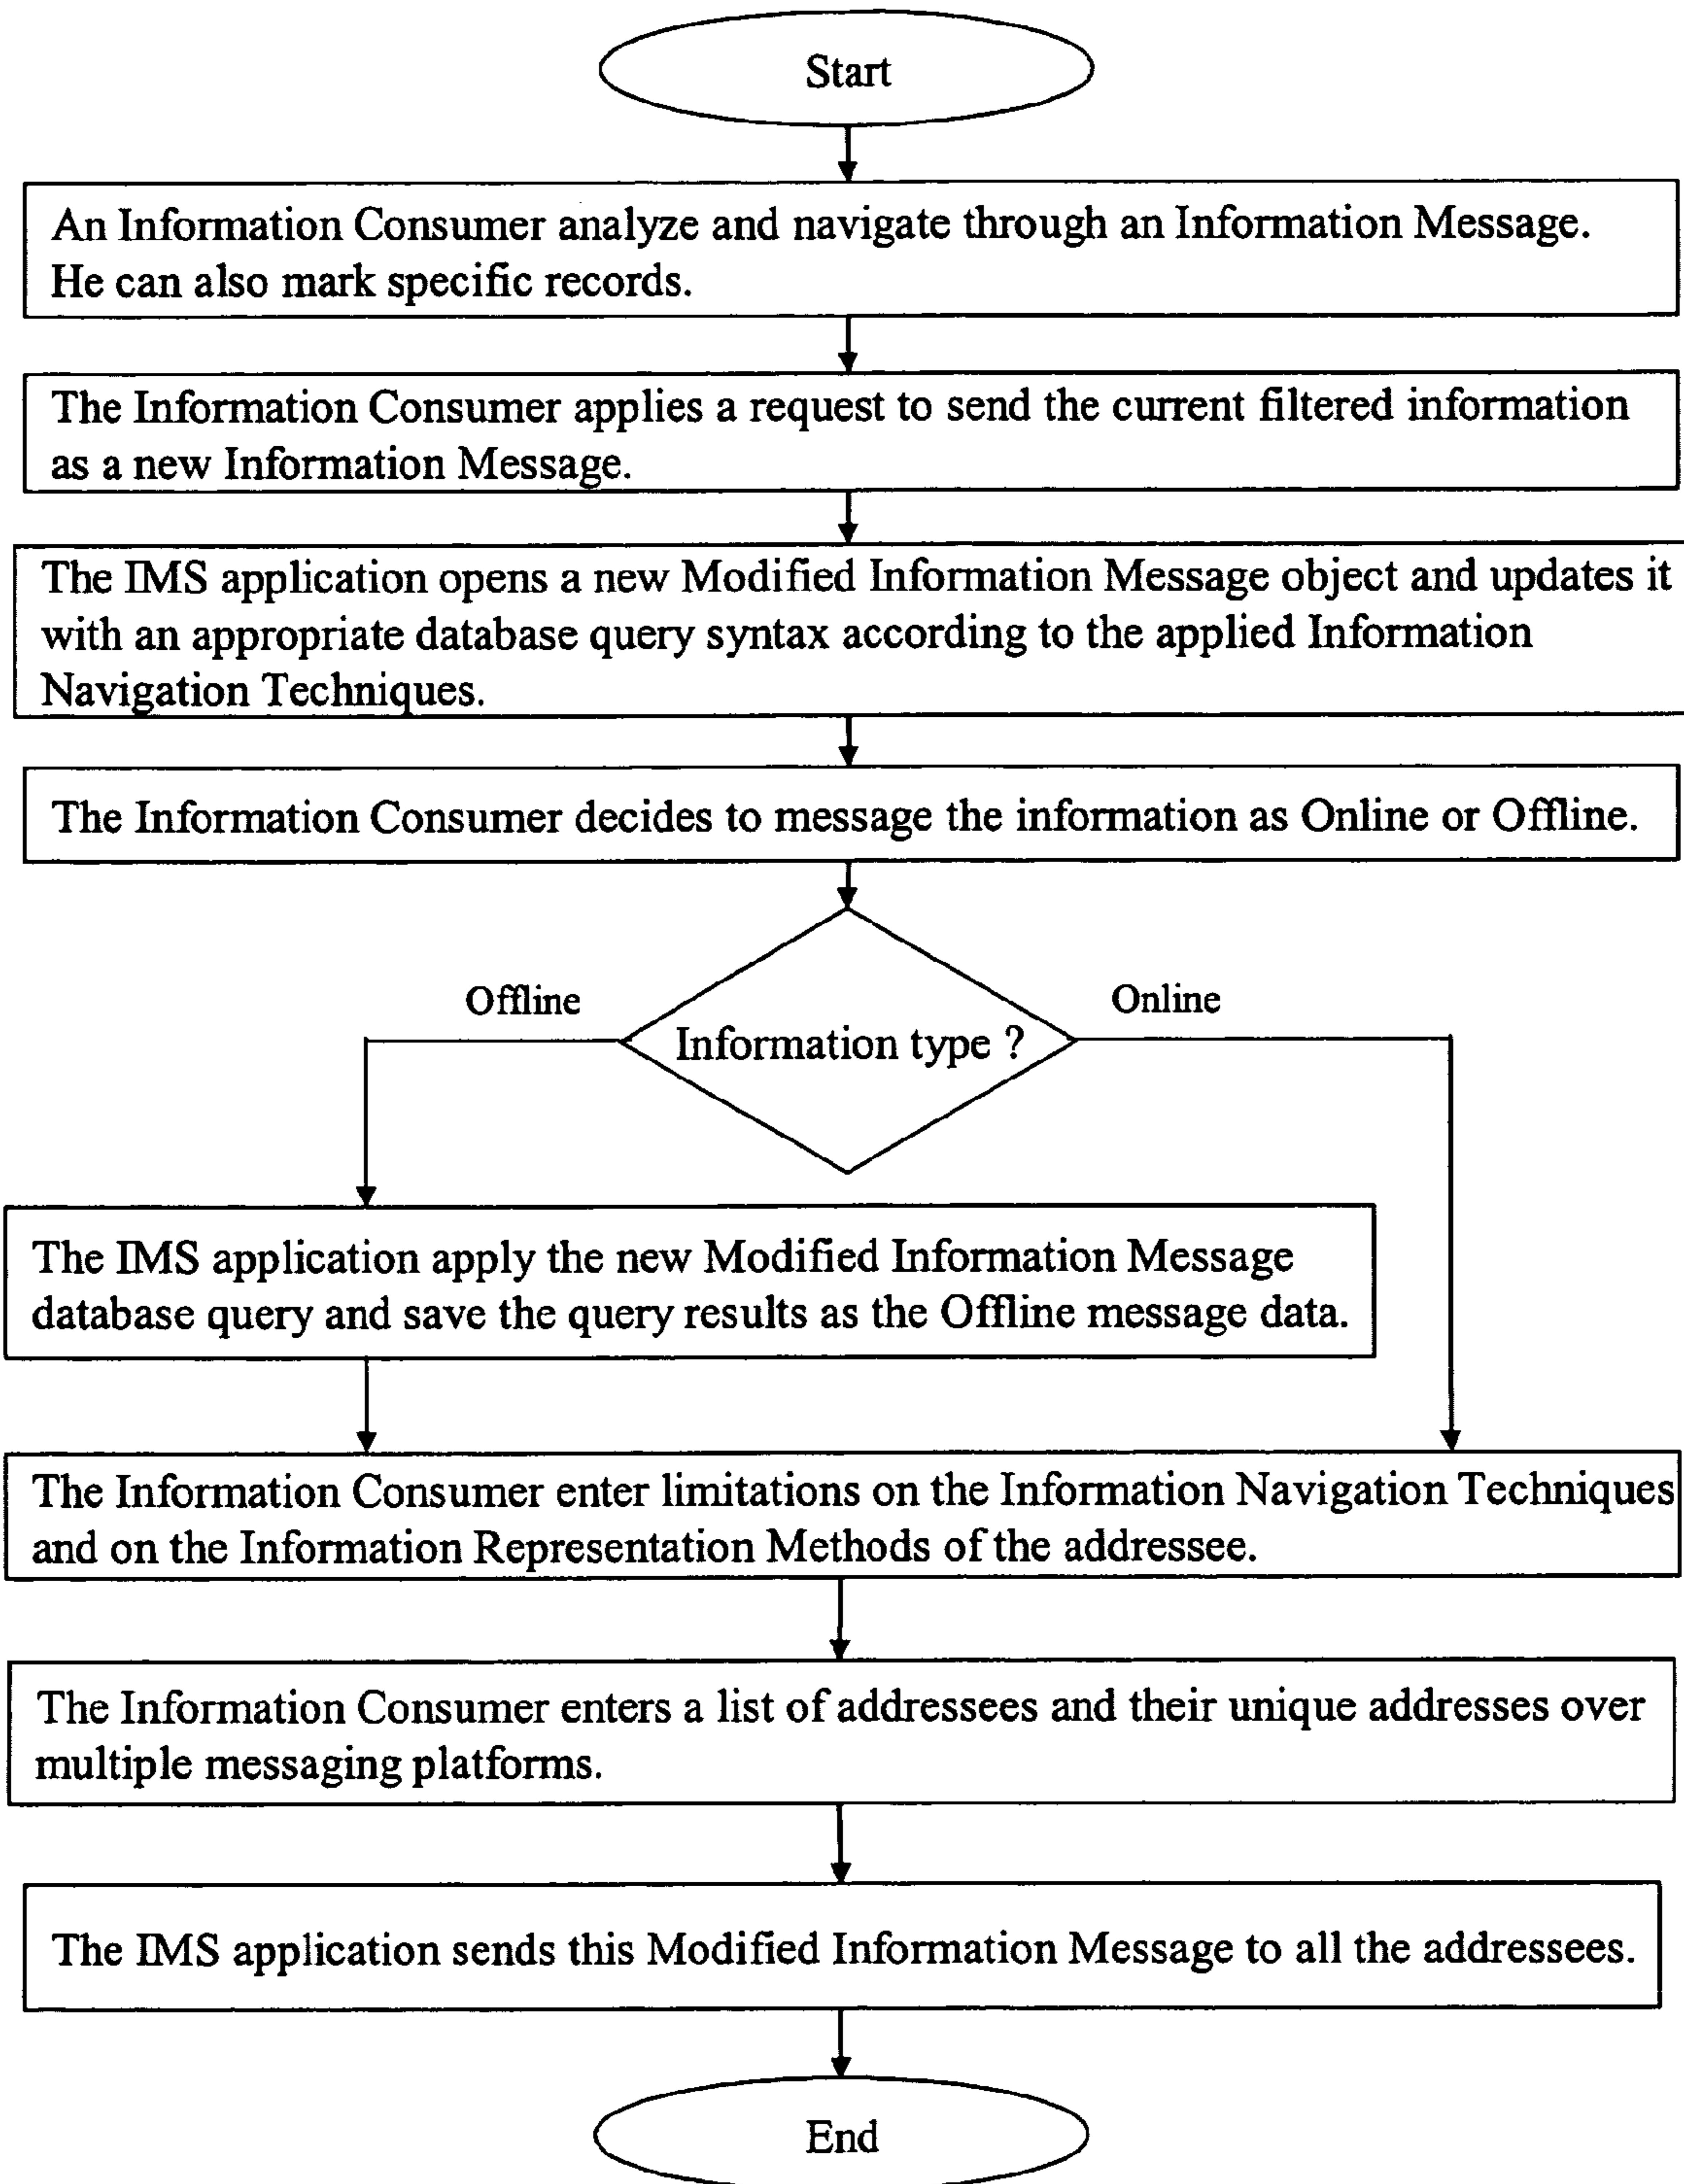 Start
An Information Consumer analyze and navigate through an Information Message.
He can also mark specific records.
The Information Consumer applies a request to send the current filtered information
as a new Information Message.
The IMS application opens a new Modified Information Message object and updates it
with an appropriate database query syntax according to the applied Information
Navigation Techniques.
The Information Consumer decides to message the information as Online or Offline.
Offline
Online
Information type ?
The IMS application apply the new Modified Information Message
database query and save the query results as the Offline message data.
The Information Consumer enter limitations on the Information Navigation Techniques
and on the Information Representation Methods of the addressee.
The Information Consumer enters a list of addressees and their unique addresses over
multiple messaging platforms.
The IMS application sends this Modified Information Message to all the addressees.
End